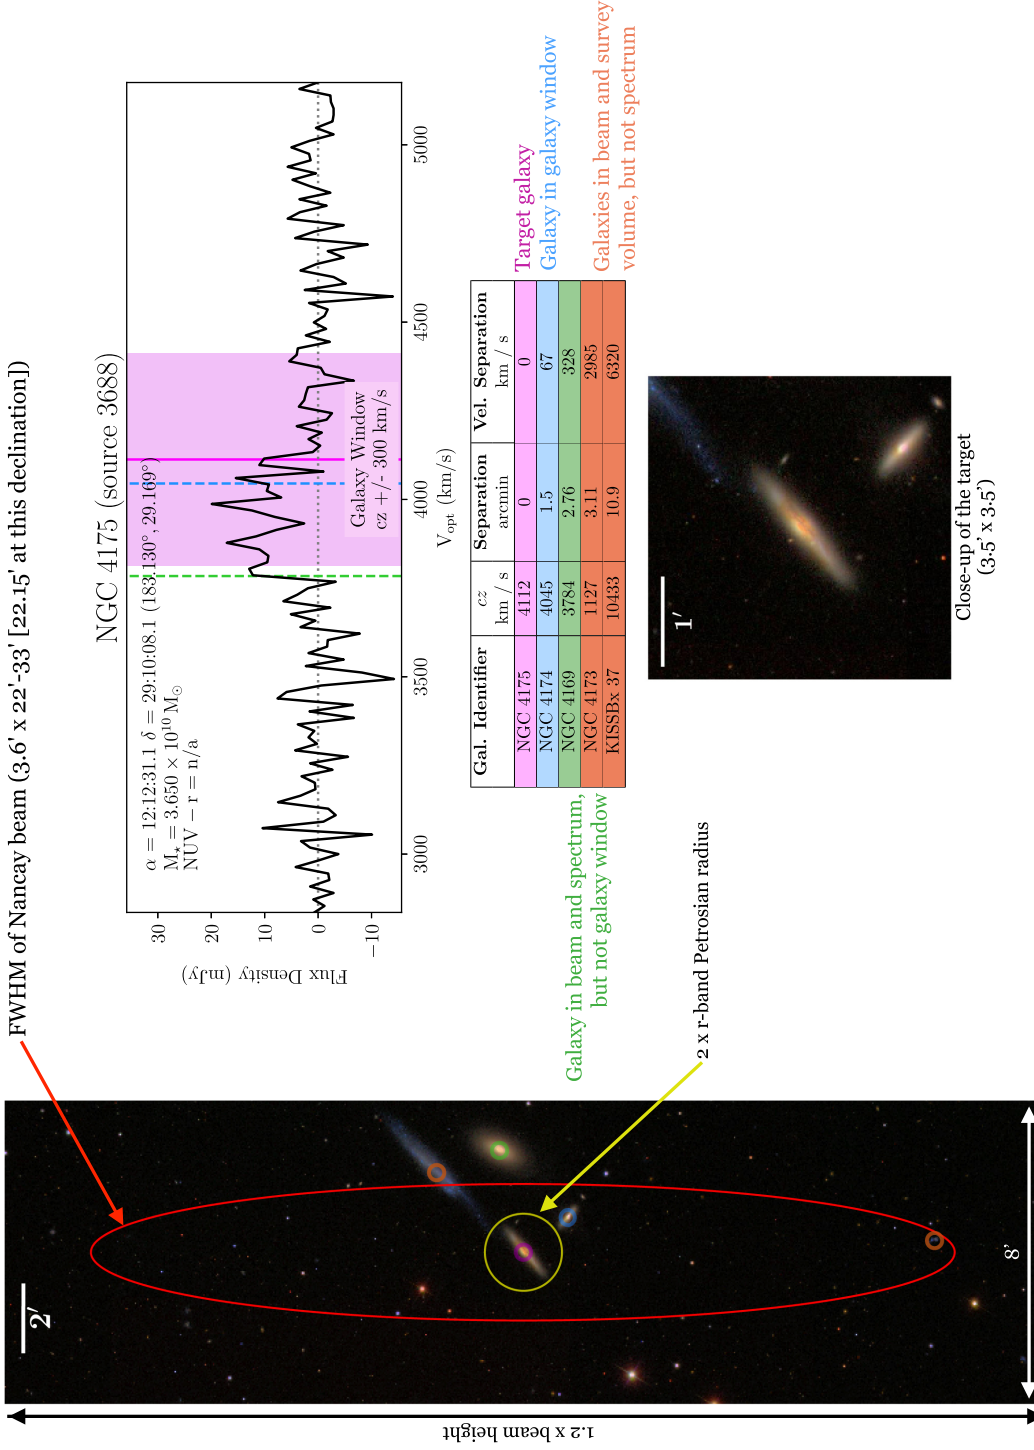 FWHM of Nancay beam (3.6' x 22'-33' [22.15' at this declination])
NGC 4175 (source 3688)
α = 12:12:31.1 δ = 29:10:08.1 (183.130°, 29.169°)
M⋆ = 3.650 × 10¹⁰ M⊙
NUV − r = n/a
Galaxy Window
cz +/- 300 km/s
30
20
10
0
−10
Flux Density (mJy)
3000
3500
4000
4500
5000
Vopt (km/s)
Gal. Identifier cz Separation Vel. Separation
km / s arcmin km / s
NGC 4175 4112 0 0
NGC 4174 4045 1.5 67
NGC 4169 3784 2.76 328
NGC 4173 1127 3.11 2985
KISSBx 37 10433 10.9 6320
Target galaxy
Galaxy in galaxy window
Galaxies in beam and survey
volume, but not spectrum
Galaxy in beam and spectrum,
but not galaxy window
2 x r-band Petrosian radius
1'
Close-up of the target
(3.5' x 3.5')
2'
8'
1.2 x beam height